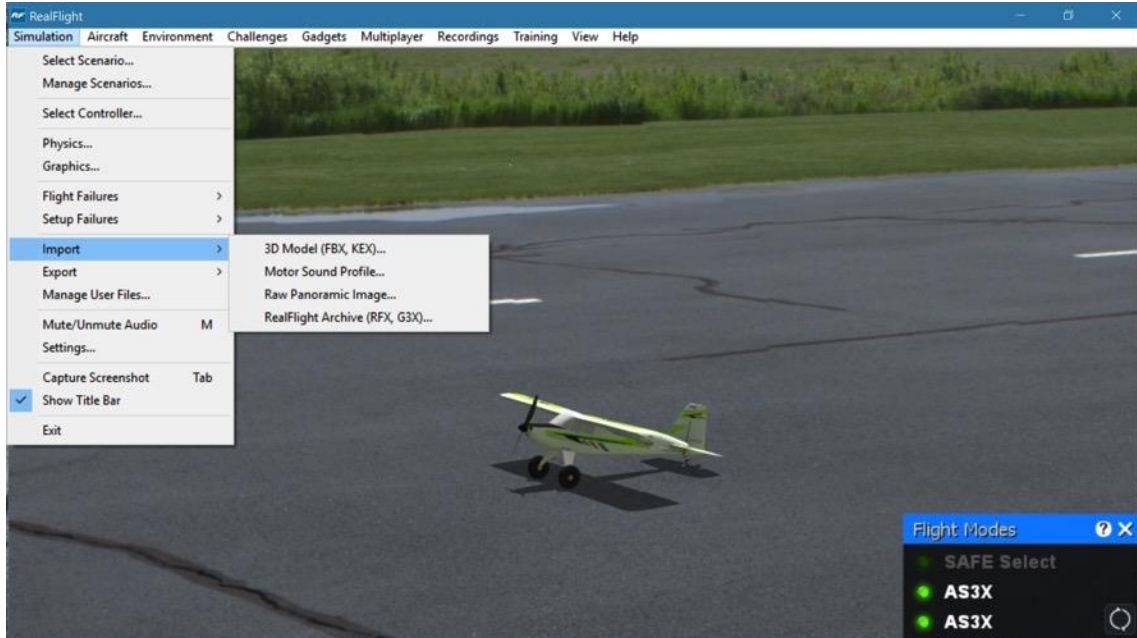 RealFlight
Simulation Aircraft Environment Challenges Gadgets Multiplayer Recordings Training View Help
Select Scenario...
Manage Scenarios...
Select Controller...
Physics...
Graphics...
Flight Failures >
Setup Failures >
Import >
Export >
Manage User Files...
Mute/Unmute Audio M
Settings...
Capture Screenshot Tab
Show Title Bar
Exit
3D Model (FBX, KEX)...
Motor Sound Profile...
Raw Panoramic Image...
RealFlight Archive (RFX, G3X)...
Flight Modes ?
SAFE Select
AS3X
AS3X